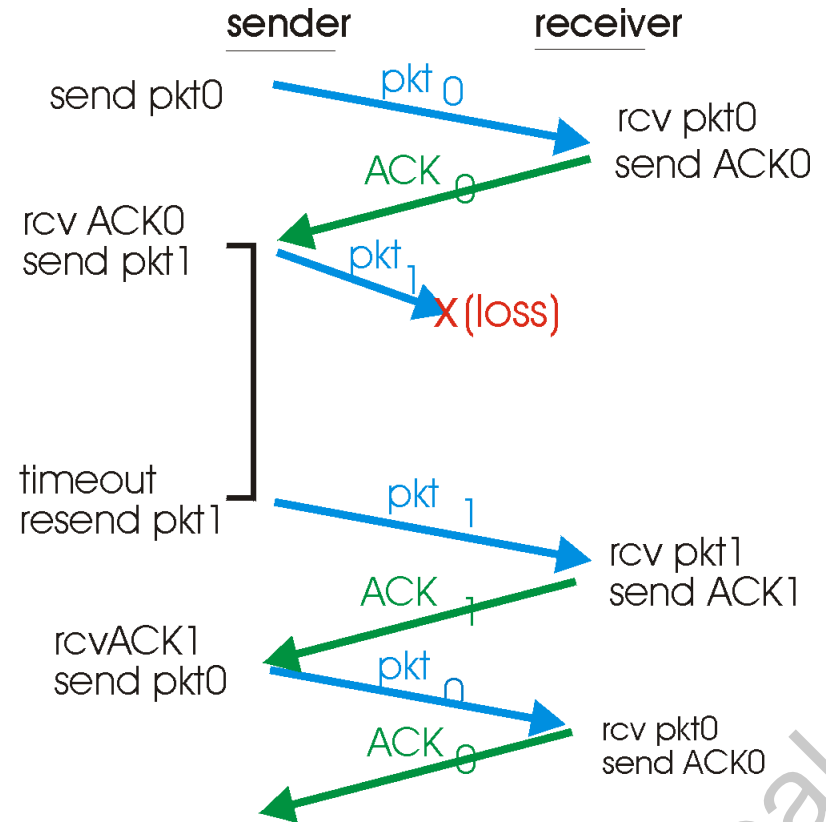 sender receiver
pkt 0
send pkt0
rcv pkt0
send ACK0
ACK 0
rcv ACK0
send pkt1
pkt 1
X (loss)
timeout
resend pkt1
pkt 1
rcv pkt1
send ACK1
ACK 1
rcvACK1
send pkt0
pkt 0
rcv pkt0
send ACK0
ACK 0